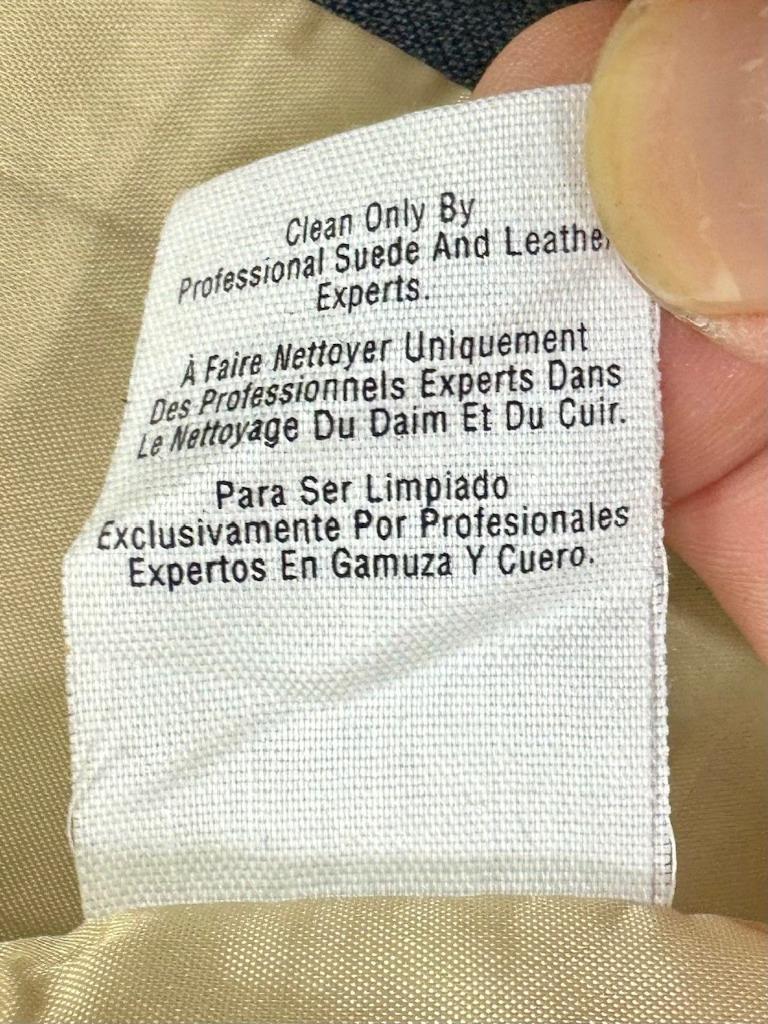 Clean Only By
Professional Suede And Leather
Experts.
À Faire Nettoyer Uniquement
Des Professionnels Experts Dans
Le Nettoyage Du Daim Et Du Cuir.
Para Ser Limpiado
Exclusivamente Por Profesionales
Expertos En Gamuza Y Cuero.